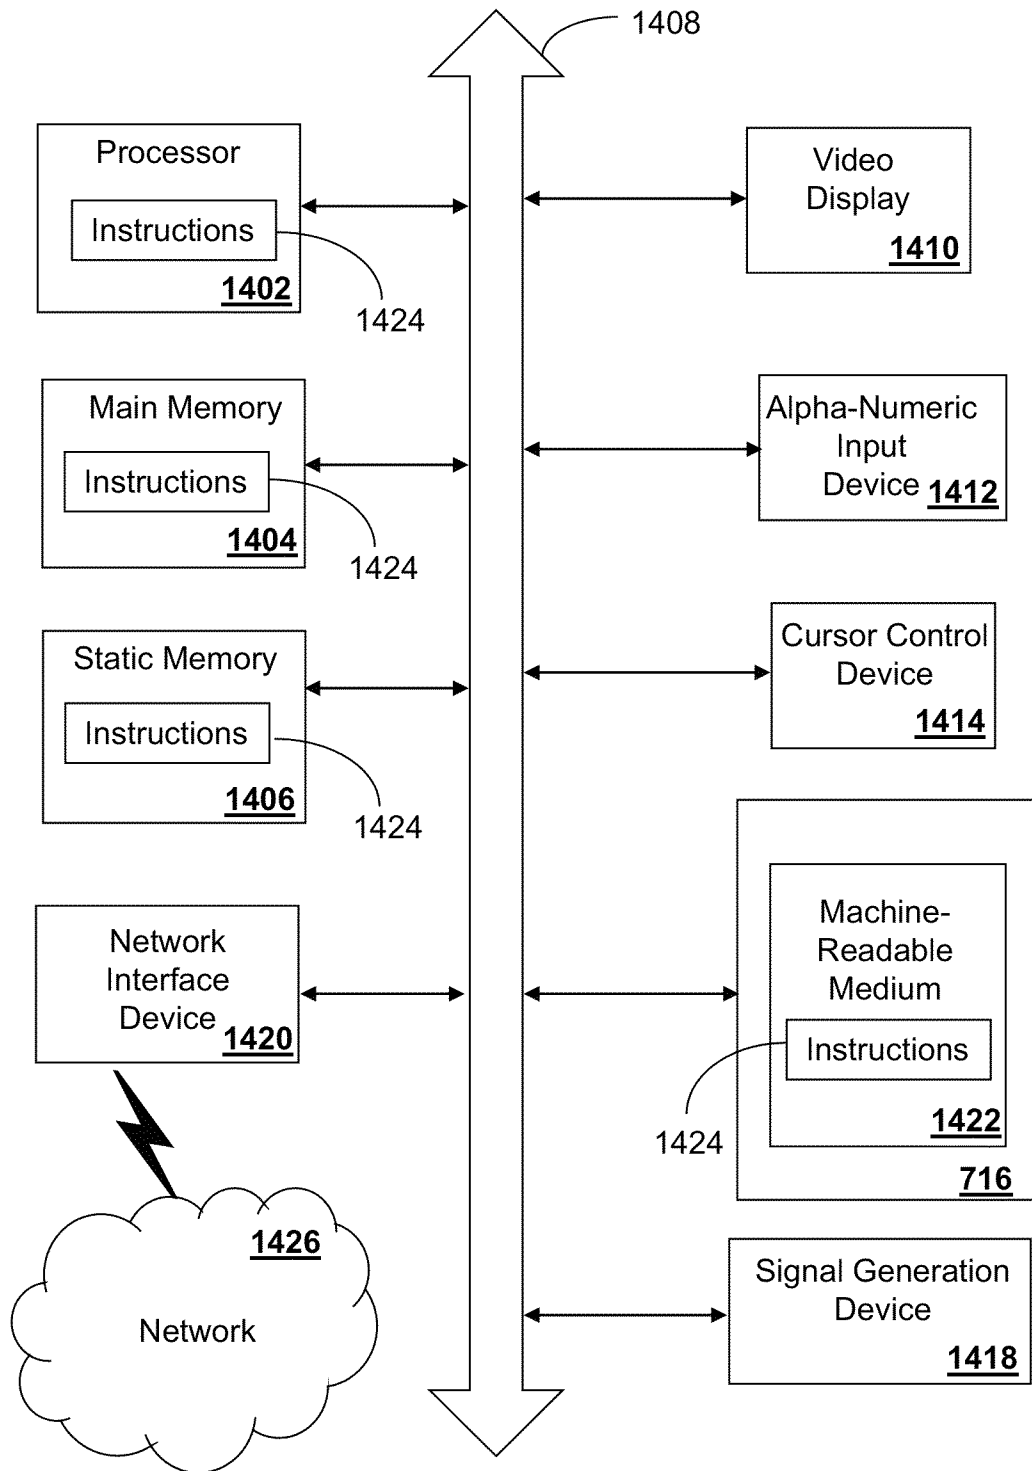 1408
Processor
Instructions
1402
1424
Main Memory
Instructions
1404
1424
Static Memory
Instructions
1406
1424
Network
Interface
Device
1420
1426
Network
Video
Display
1410
Alpha-Numeric
Input
Device
1412
Cursor Control
Device
1414
Machine-
Readable
Medium
Instructions
1424
1422
716
Signal Generation
Device
1418